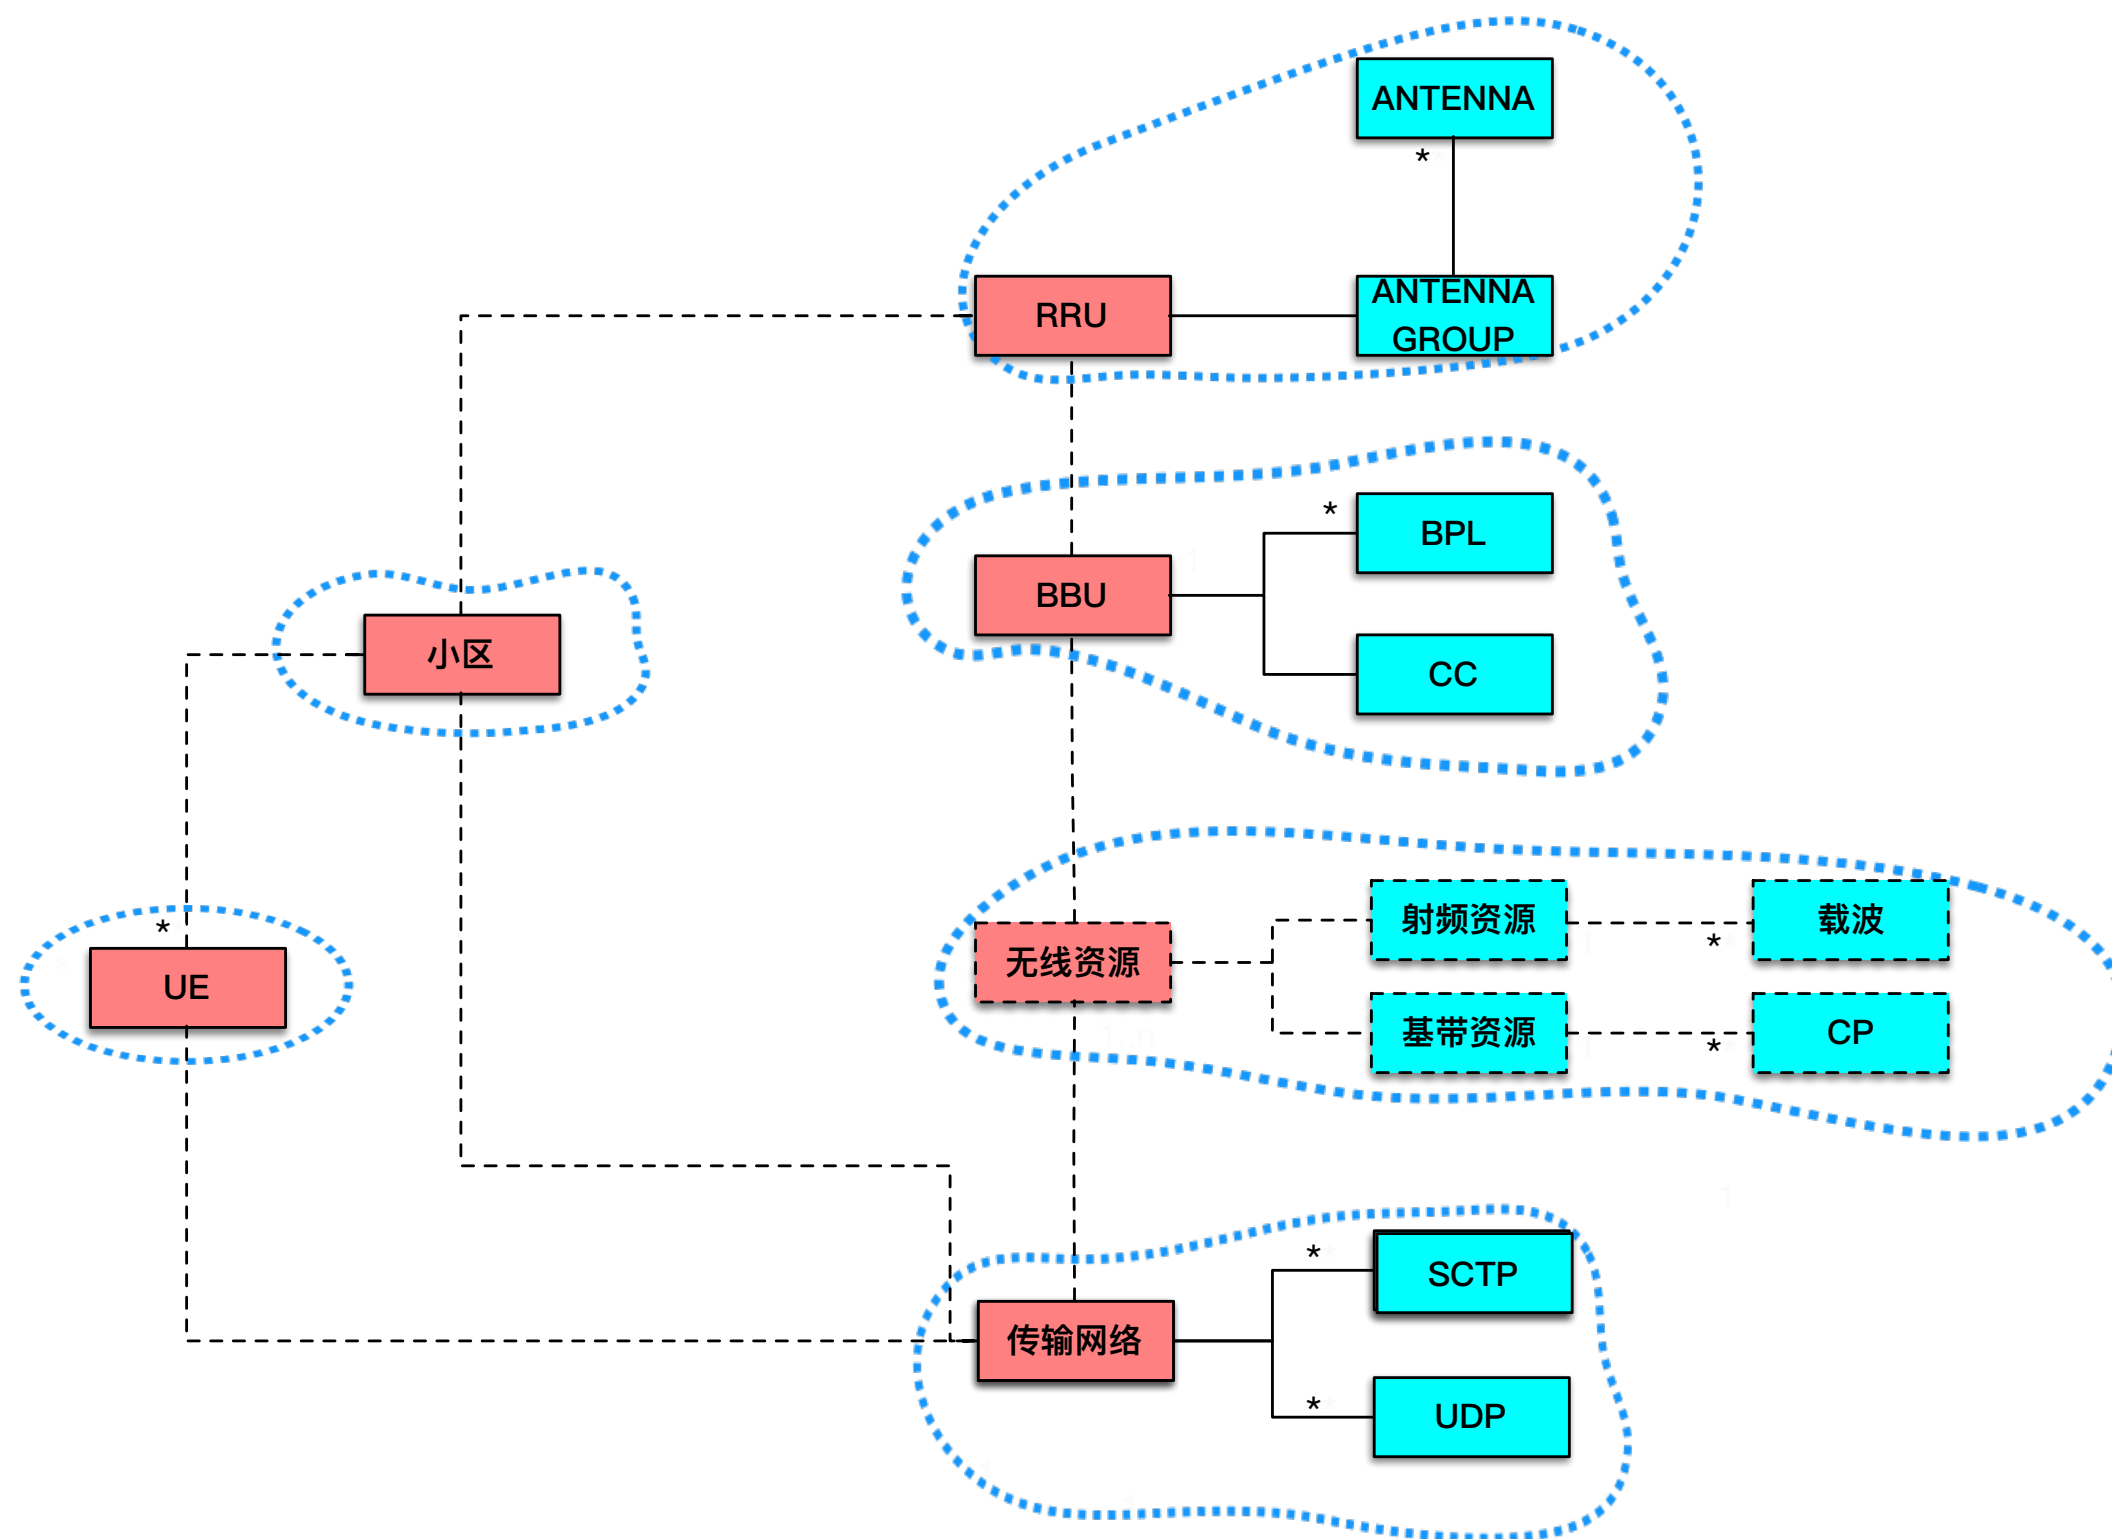 ANTENNA
*
ANTENNA
GROUP
RRU
*
BPL
BBU
CC
小区
射频资源
*
载波
无线资源
基带资源
*
CP
*
UE
*
SCTP
传输网络
*
UDP